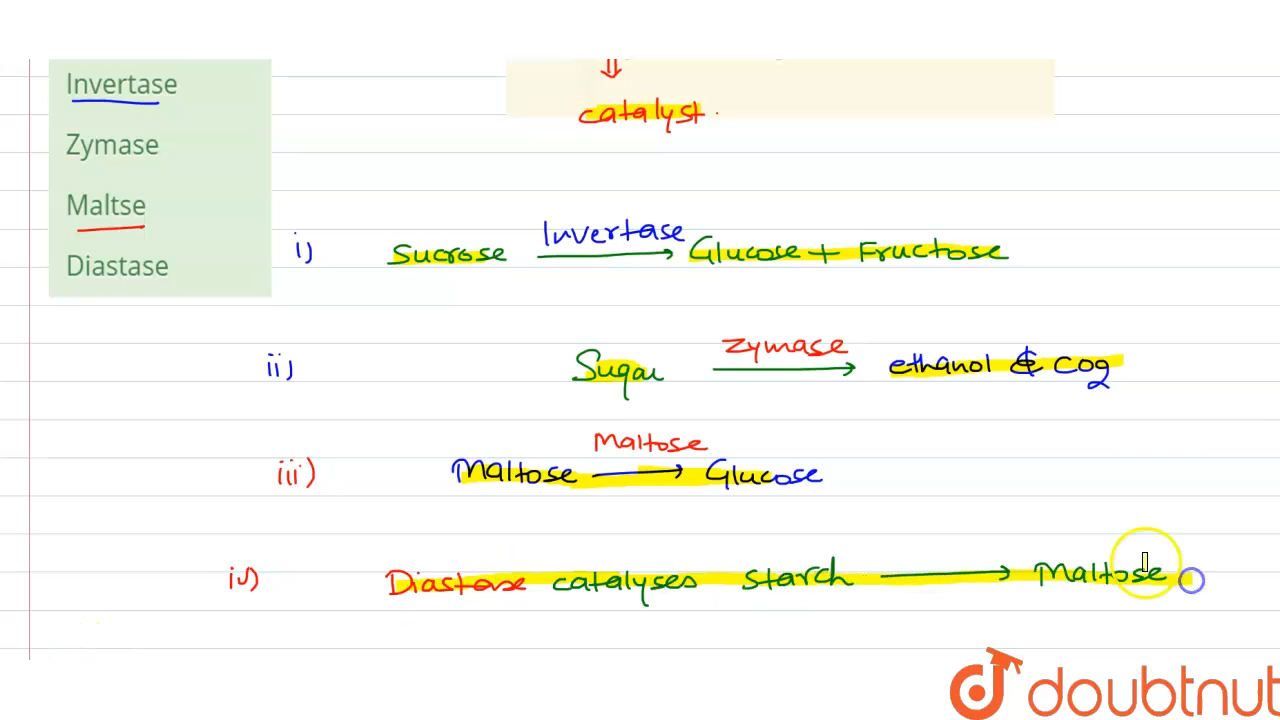 Invertase
catalyst.
Zymase
Maltse
i) Sucrose Invertase Glucose + Fructose
Diastase
ii) Sugar Zymase ethanol & CO2
iii) Maltose Maltose Glucose
iv) Diastase catalyses starch Maltose
doubtnut